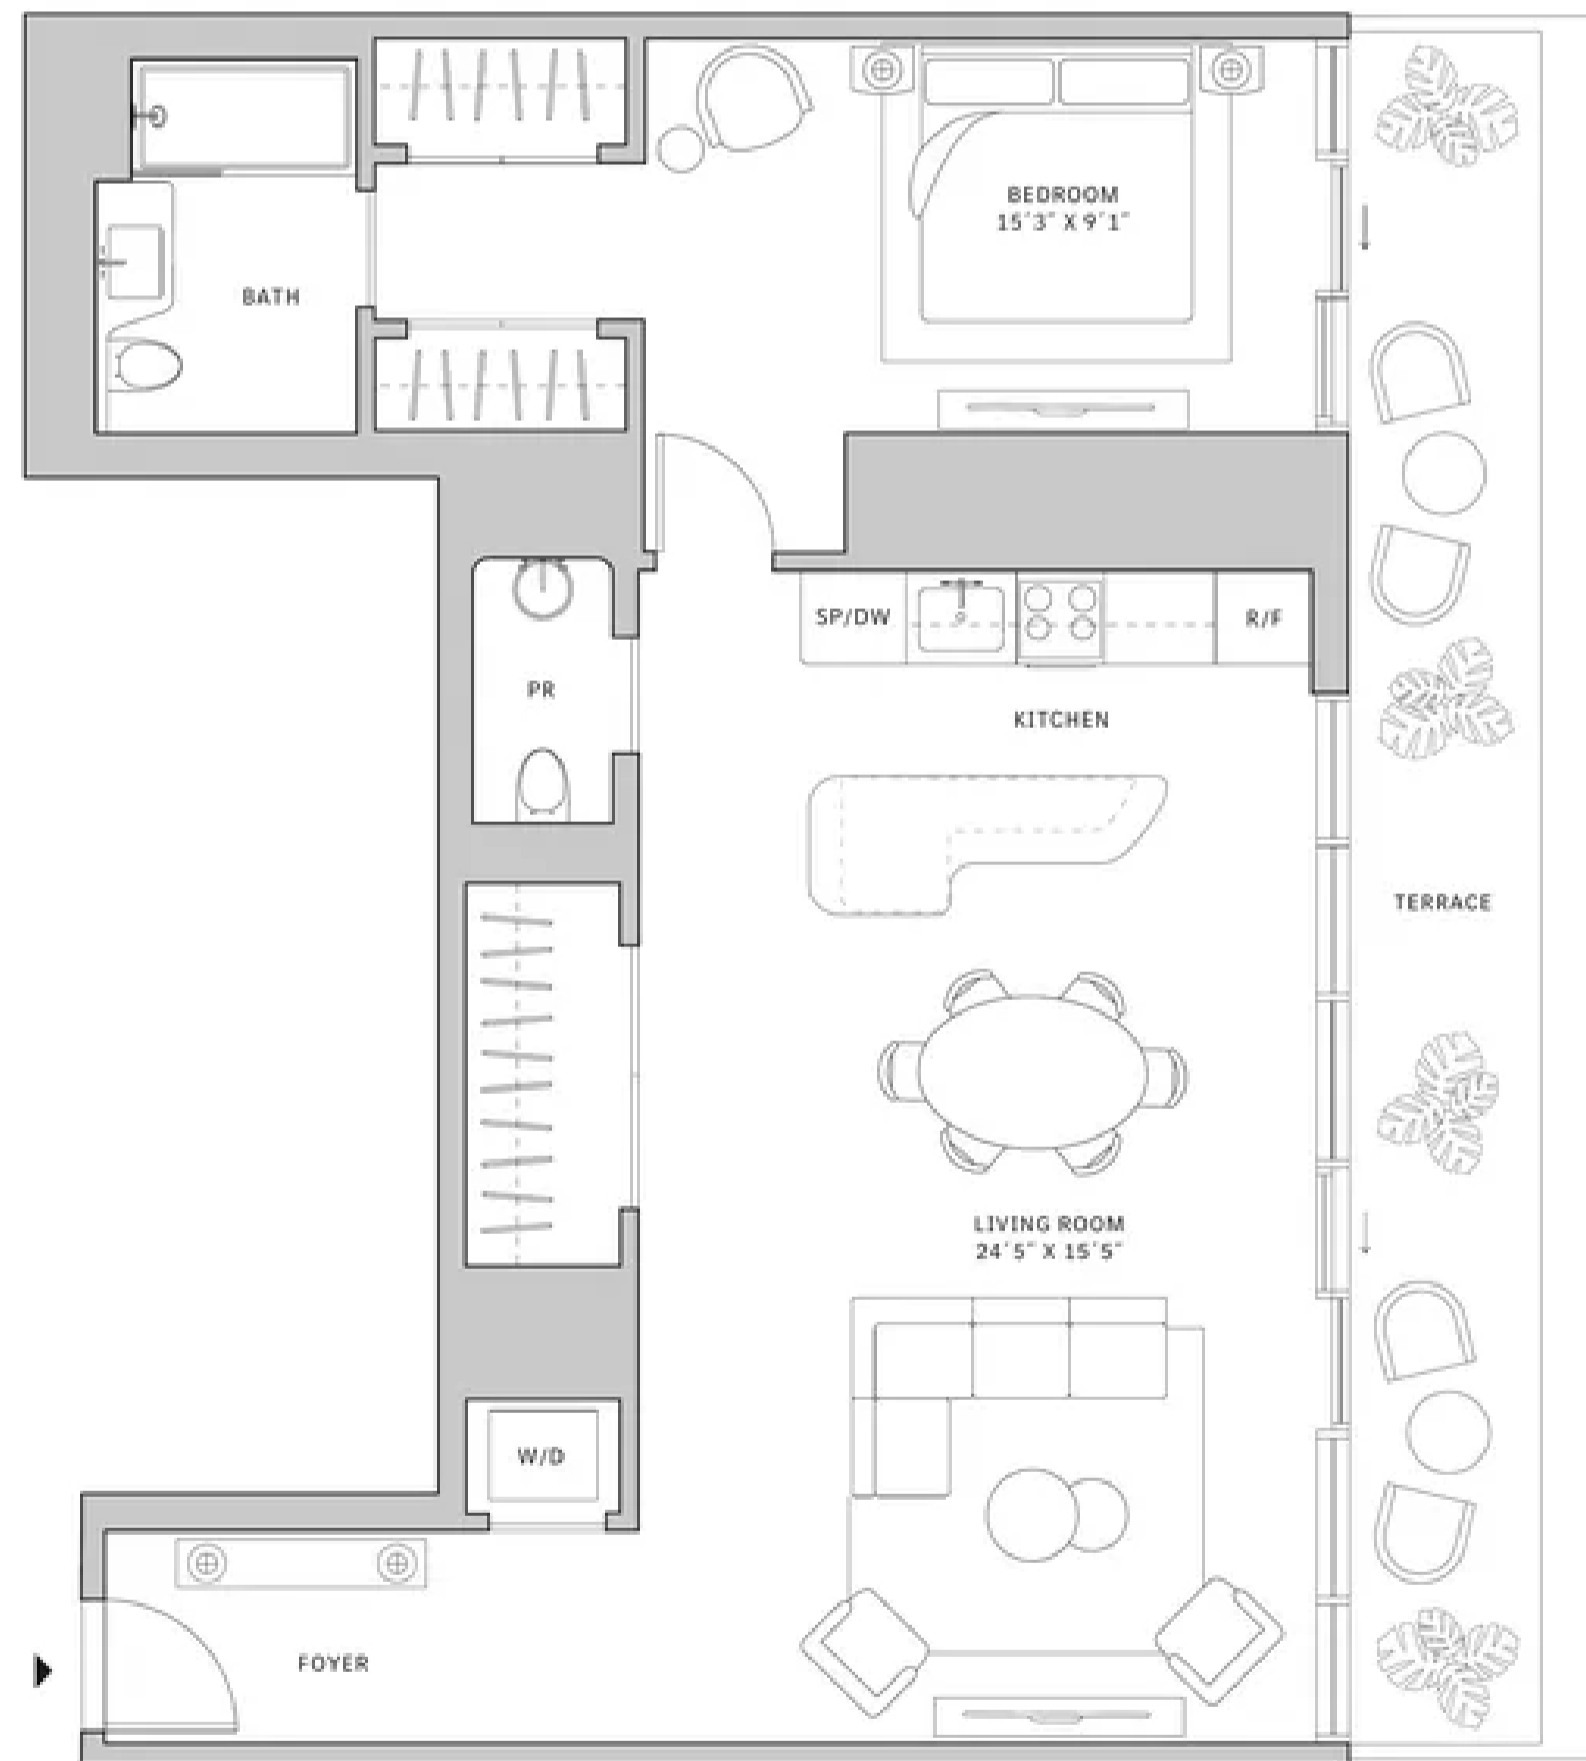 BEDROOM
15´3˝ X 9´1˝
BATH
SP/DW
R/F
PR
KITCHEN
TERRACE
LIVING ROOM
24´5˝ X 15´5˝
W/D
FOYER